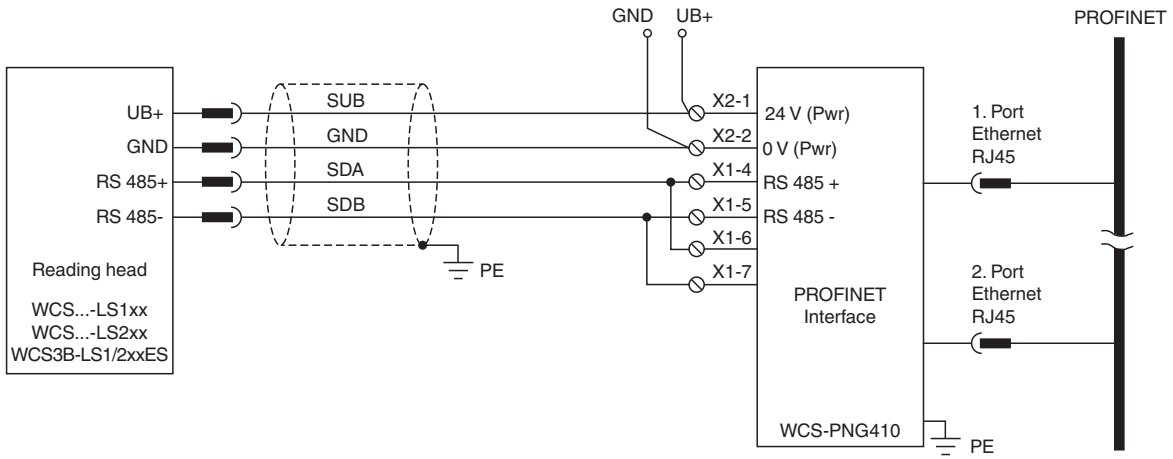 GND UB+
PROFINET
UB+
GND
RS 485+
RS 485-
Reading head
WCS...-LS1xx
WCS...-LS2xx
WCS3B-LS1/2xxES
SUB
GND
SDA
SDB
PE
X2-1
X2-2
X1-4
X1-5
X1-6
X1-7
24 V (Pwr)
0 V (Pwr)
RS 485 +
RS 485 -
PROFINET
Interface
WCS-PNG410
PE
1. Port
Ethernet
RJ45
2. Port
Ethernet
RJ45